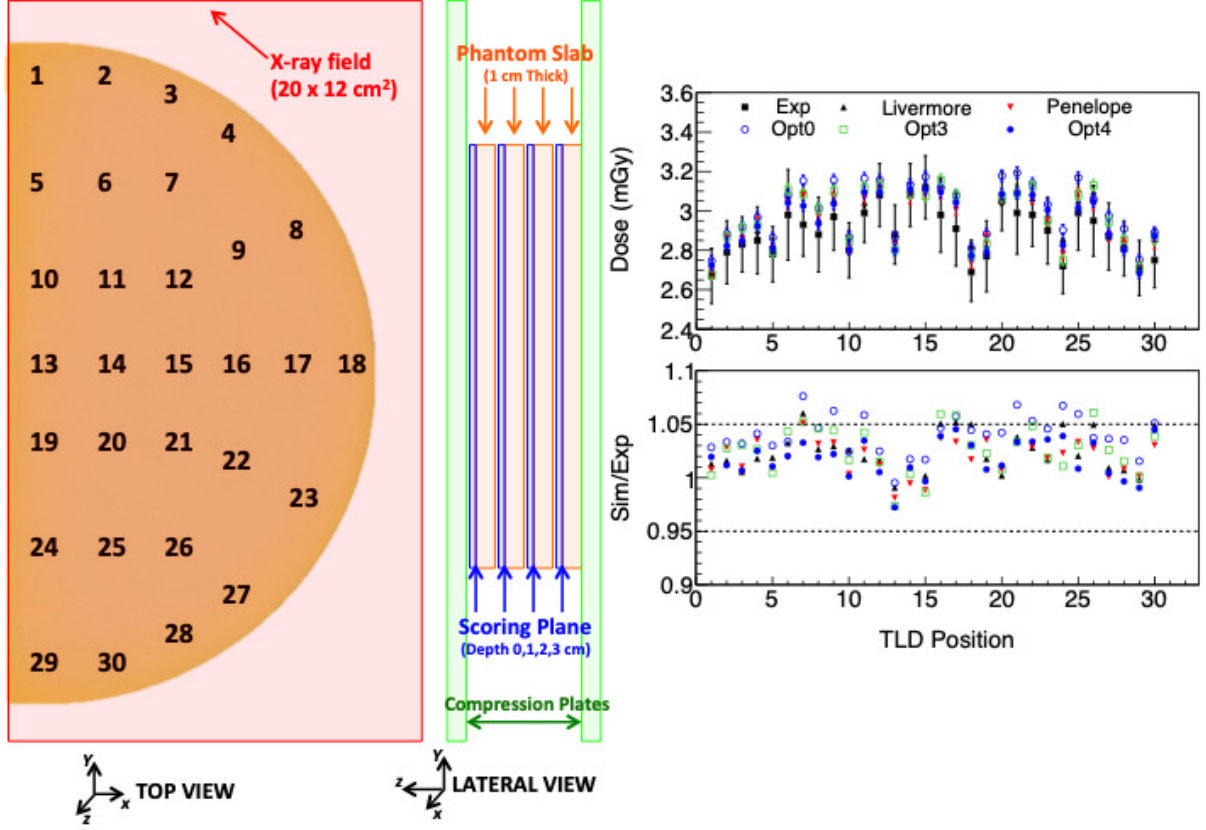 X-ray field
(20 x 12 cm²)
1 2 3
4
5 6 7
8
9
10 11 12
13 14 15 16 17 18
19 20 21
22
23
24 25 26
27
28
29 30
Y
x
z
TOP VIEW
Phantom Slab
(1 cm Thick)
Scoring Plane
(Depth 0,1,2,3 cm)
Compression Plates
Y
z
x
LATERAL VIEW
Dose (mGy)
3.6
3.4
3.2
3
2.8
2.6
2.4
Exp Livermore Penelope
Opt0 Opt3 Opt4
0 5 10 15 20 25 30
Sim/Exp
1.1
1.05
1
0.95
0.9
0 5 10 15 20 25 30
TLD Position